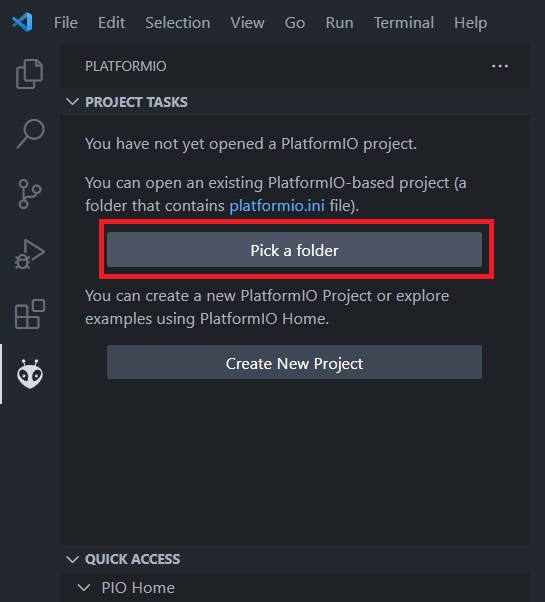 File Edit Selection View Go Run Terminal Help
PLATFORMIO
PROJECT TASKS
You have not yet opened a PlatformIO project.
You can open an existing PlatformIO-based project (a
folder that contains platformio.ini file).
Pick a folder
You can create a new PlatformIO Project or explore
examples using PlatformIO Home.
Create New Project
QUICK ACCESS
PIO Home